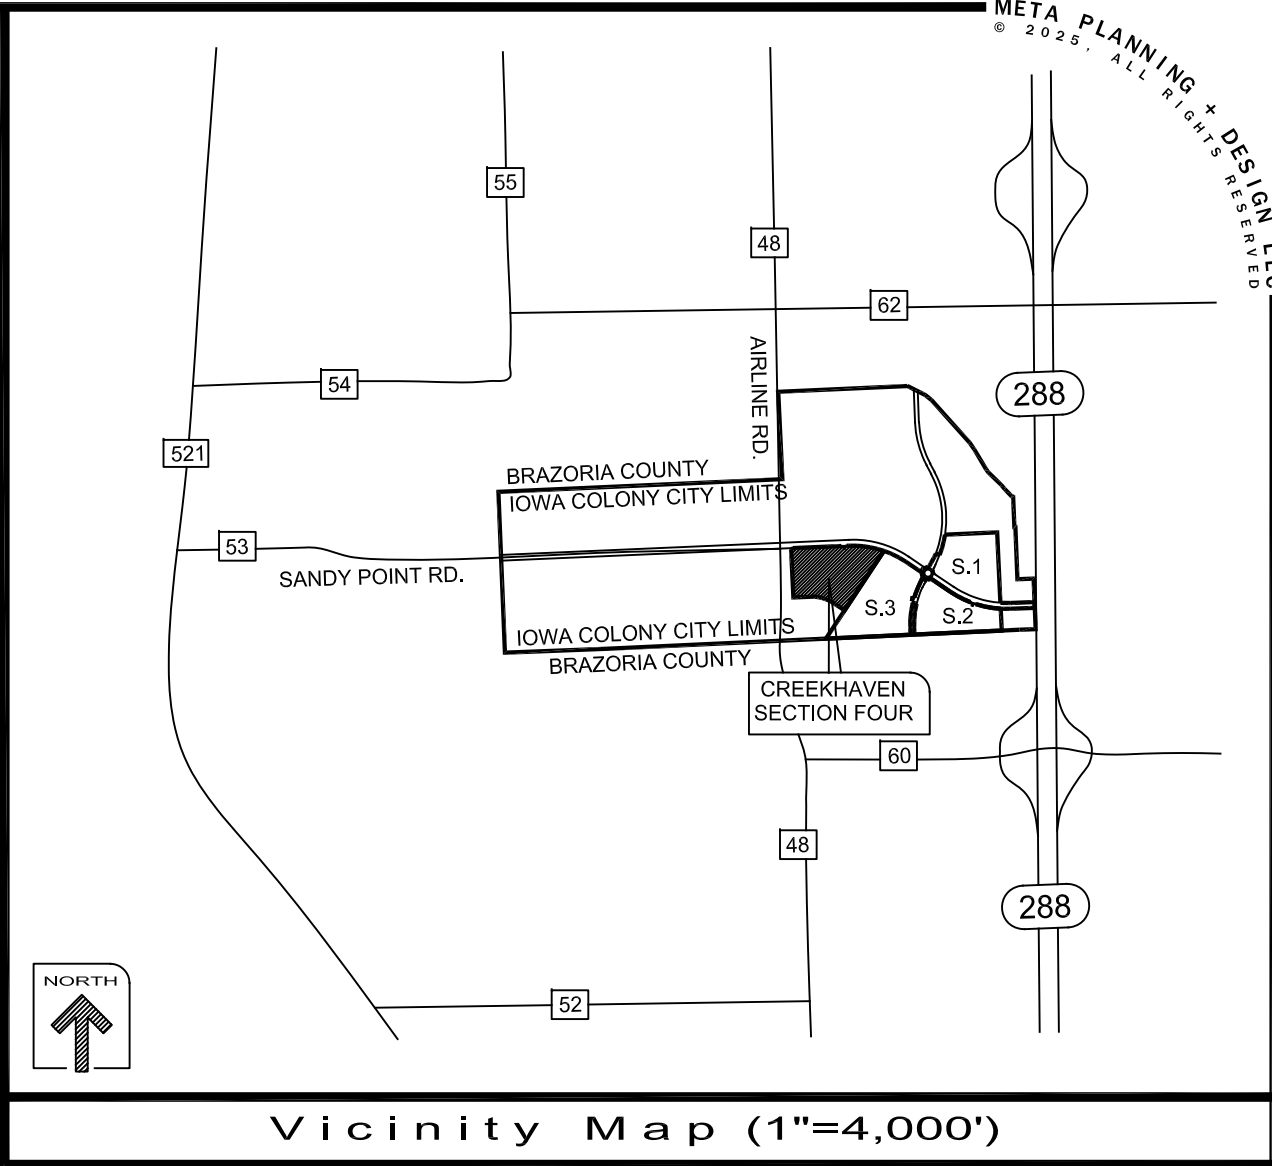 META PLANNING + DESIGN LLC
© 2025, ALL RIGHTS RESERVED
55
48
62
AIRLINE RD.
54
288
521
BRAZORIA COUNTY
IOWA COLONY CITY LIMITS
53
SANDY POINT RD.
S.1
S.3
S.2
IOWA COLONY CITY LIMITS
BRAZORIA COUNTY
CREEKHAVEN
SECTION FOUR
60
48
288
NORTH
52
Vicinity Map (1"=4,000')